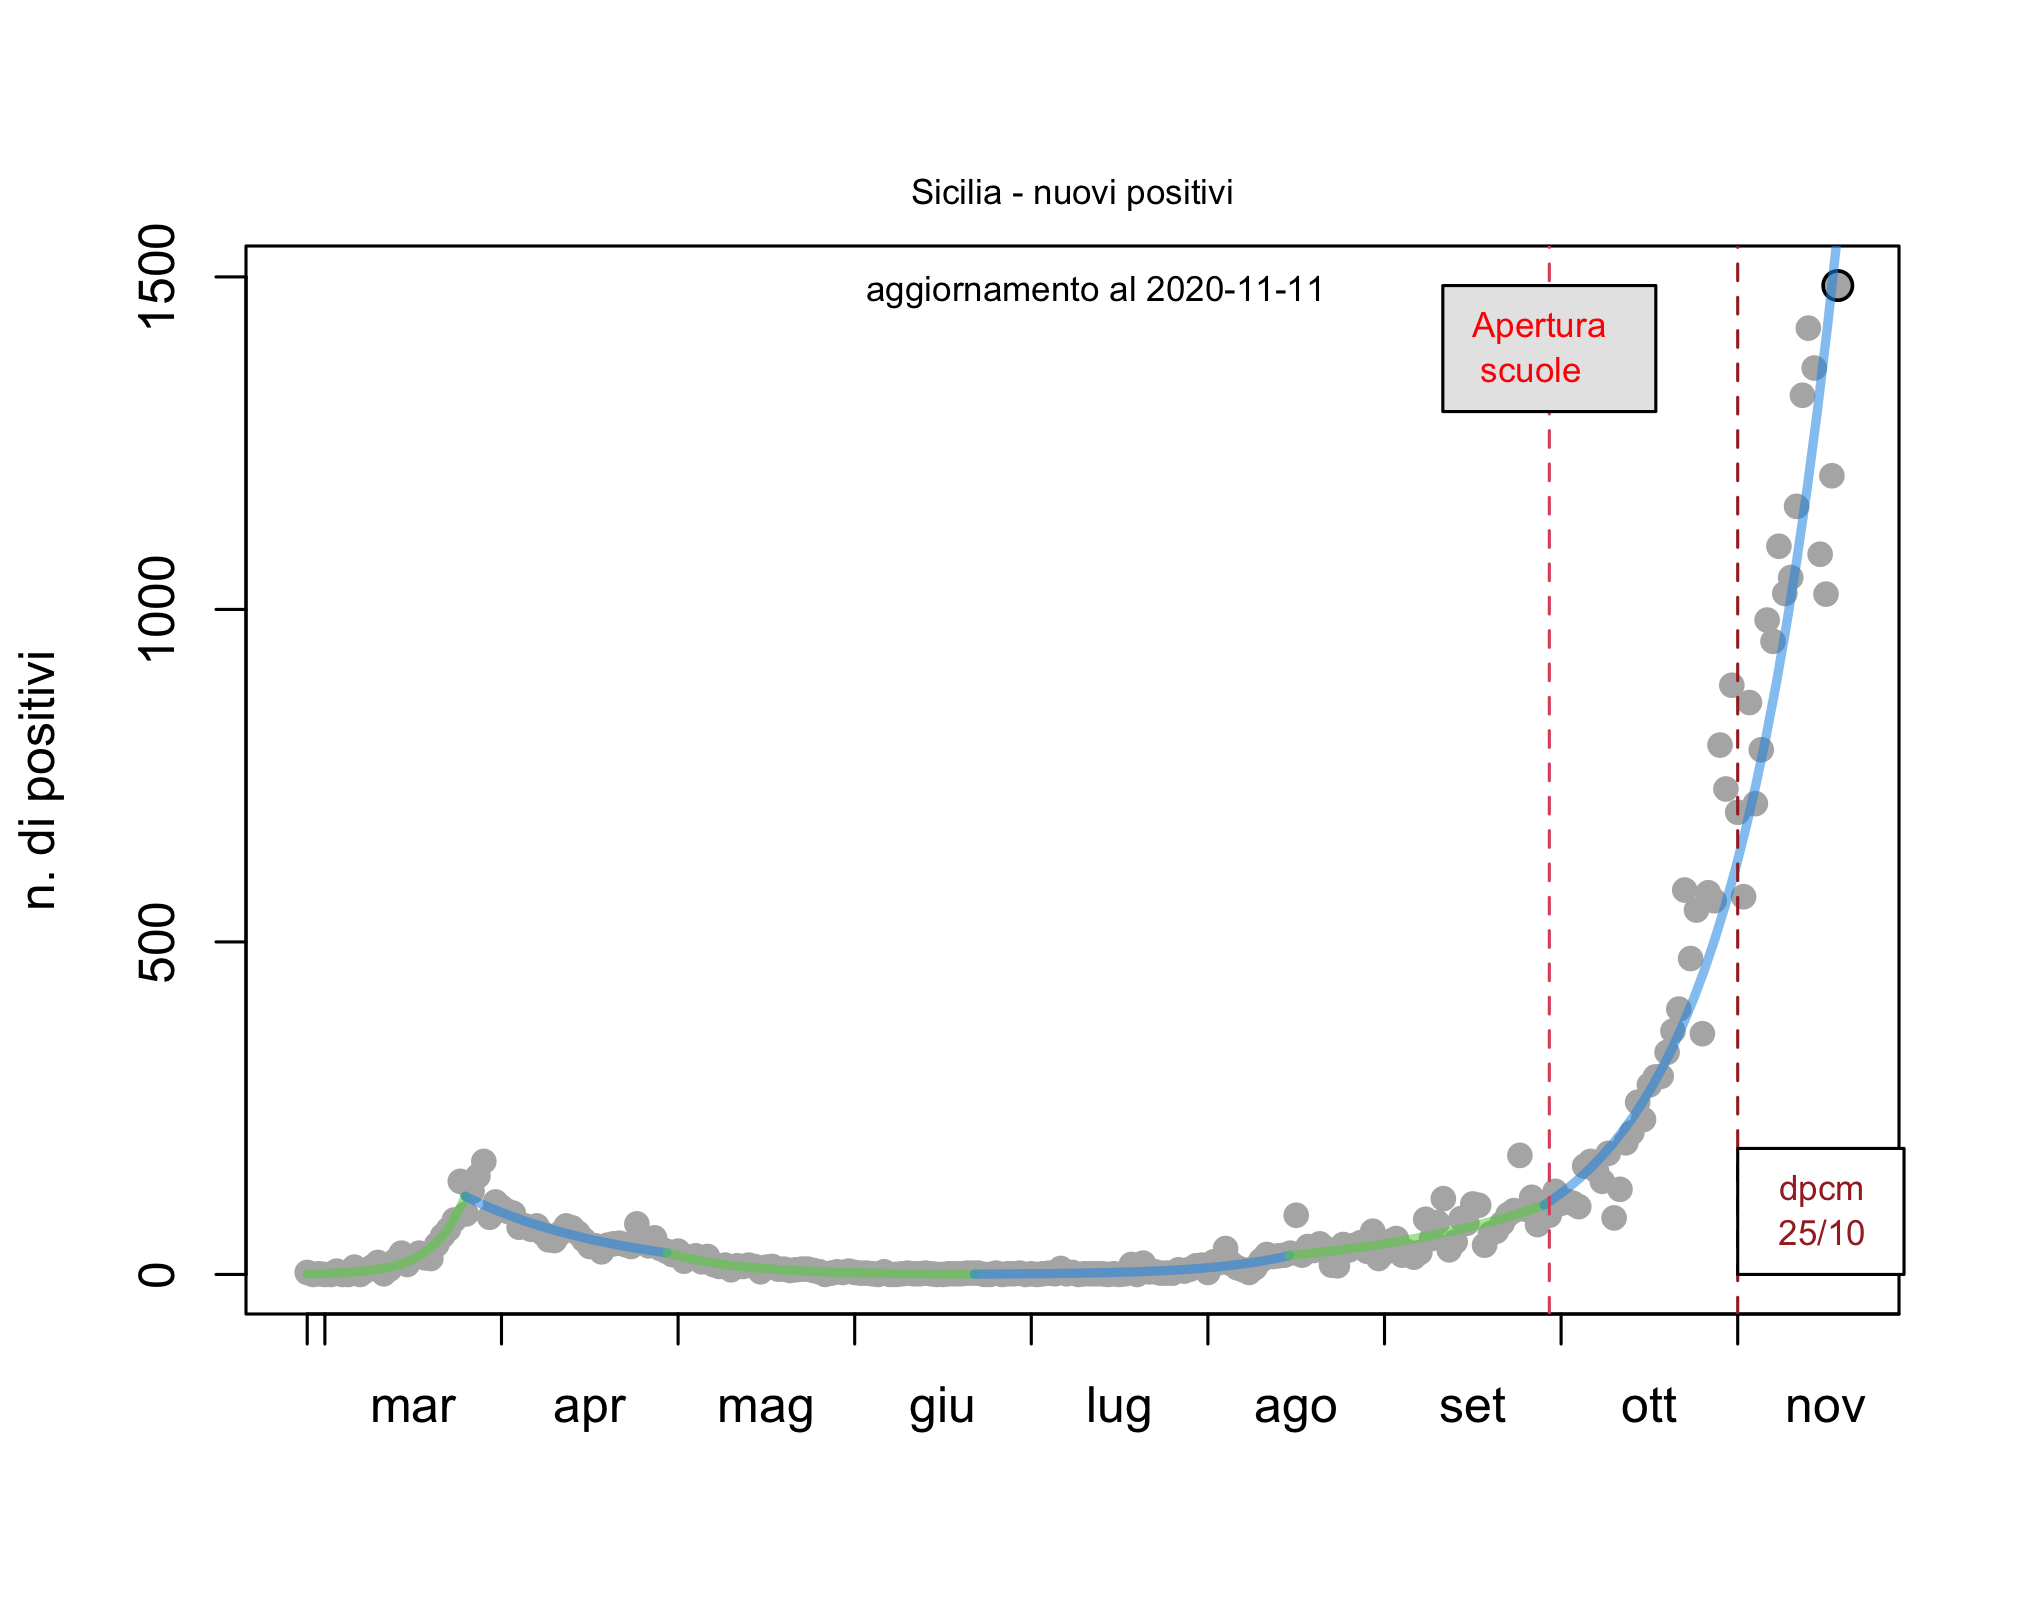 Sicilia - nuovi positivi
aggiornamento al 2020-11-11
Apertura
scuole
dpcm
25/10
n. di positivi
1500
1000
500
0
mar apr mag giu lug ago set ott nov